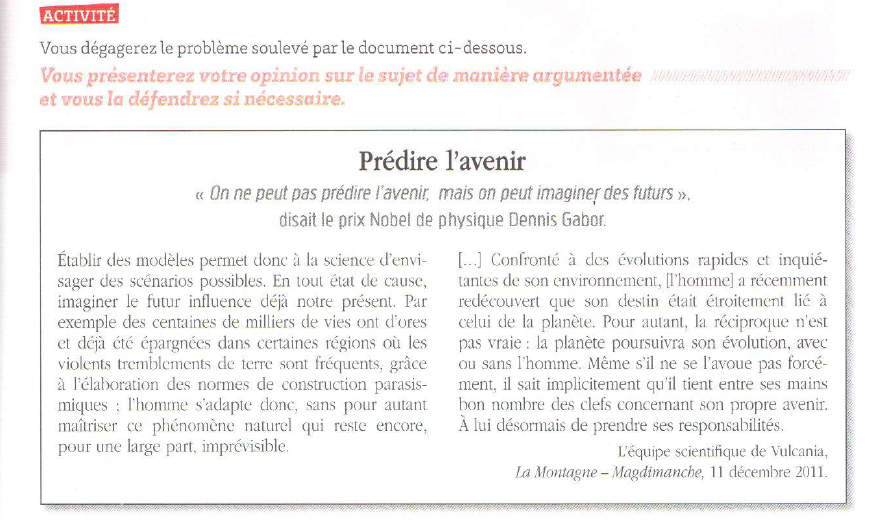 ACTIVITÉ
Vous dégagerez le problème soulevé par le document ci-dessous.
Vous présenterez votre opinion sur le sujet de manière argumentée
et vous la défendrez si nécessaire.
Prédire l'avenir
« On ne peut pas prédire l'avenir, mais on peut imaginer des futurs »,
disait le prix Nobel de physique Dennis Gabor.
Établir des modèles permet donc à la science d'envi-
sager des scénarios possibles. En tout état de cause,
imaginer le futur influence déjà notre présent. Par
exemple des centaines de milliers de vies ont d'ores
et déjà été épargnées dans certaines régions où les
violents tremblements de terre sont fréquents, grâce
à l'élaboration des normes de construction parasis-
miques ; l'homme s'adapte donc, sans pour autant
maîtriser ce phénomène naturel qui reste encore,
pour une large part, imprévisible.
[...] Confronté à des évolutions rapides et inquié-
tantes de son environnement, [l'homme] a récemment
redécouvert que son destin était étroitement lié à
celui de la planète. Pour autant, la réciproque n'est
pas vraie : la planète poursuivra son évolution, avec
ou sans l'homme. Même s'il ne se l'avoue pas forcé-
ment, il sait implicitement qu'il tient entre ses mains
bon nombre des clefs concernant son propre avenir.
À lui désormais de prendre ses responsabilités.
L'équipe scientifique de Vulcania,
La Montagne – Magdimanche, 11 décembre 2011.